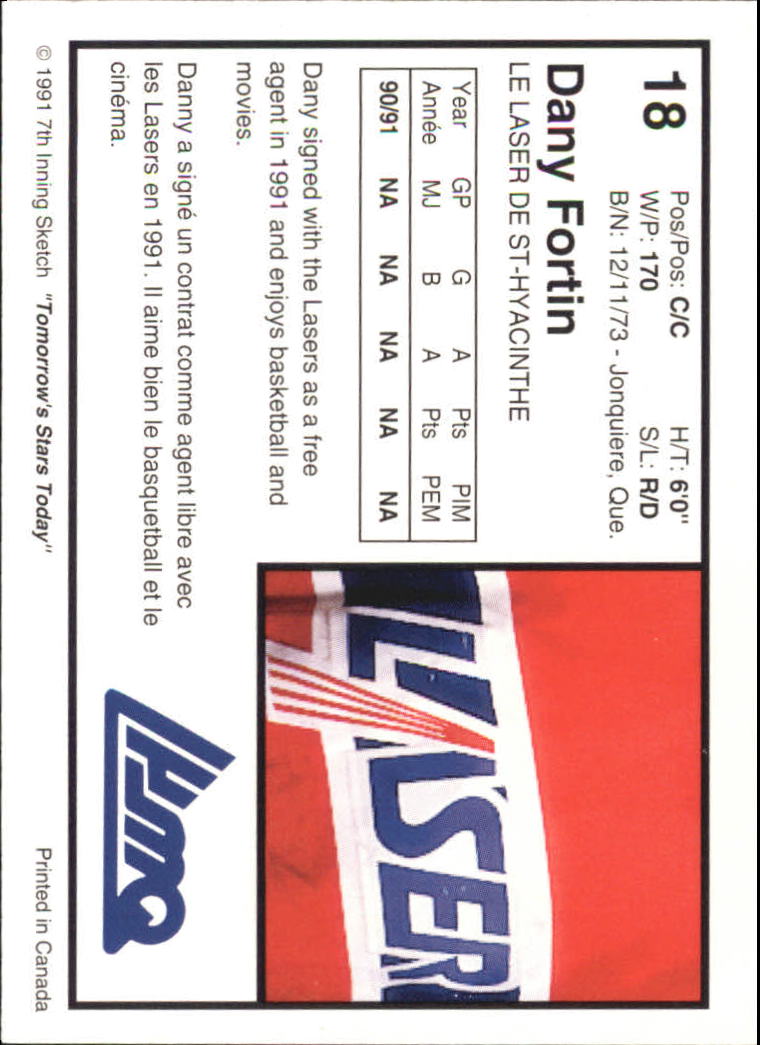 18
Pos/Pos: C/C H/T: 6'0"
W/P: 170 S/L: R/D
B/N: 12/11/73 - Jonquiere, Que.
Dany Fortin
LE LASER DE ST-HYACINTHE
Year GP G A Pts PIM
Année MJ B A Pts PEM
90/91 NA NA NA NA NA
Dany signed with the Lasers as a free
agent in 1991 and enjoys basketball and
movies.
Danny a signé un contrat comme agent libre avec
les Lasers en 1991. Il aime bien le basquetball et le
cinéma.
LASER
LHJMQ
© 1991 7th Inning Sketch "Tomorrow's Stars Today" Printed in Canada